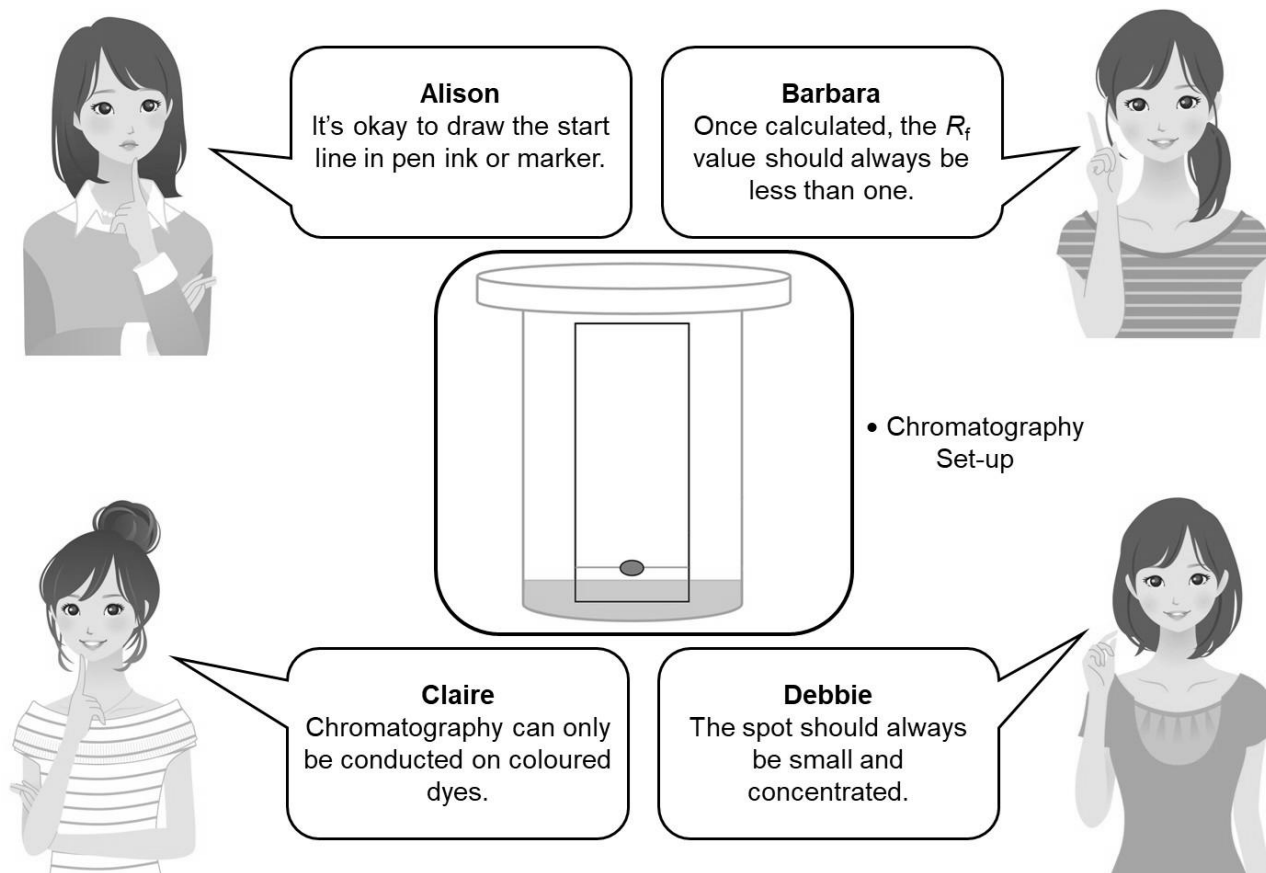 Alison
It’s okay to draw the start
line in pen ink or marker.
Barbara
Once calculated, the Rf
value should always be
less than one.
• Chromatography
Set-up
Claire
Chromatography can only
be conducted on coloured
dyes.
Debbie
The spot should always
be small and
concentrated.